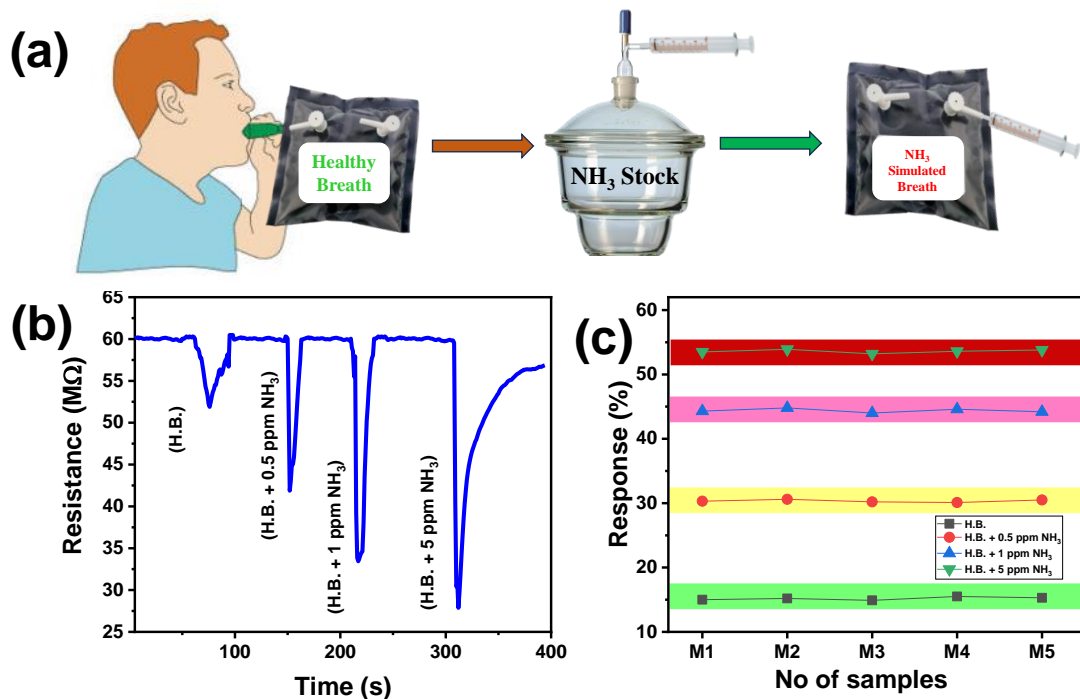 (a)
Healthy
Breath
NH₃ Stock
NH₃
Simulated
Breath
(b)
65
60
55
50
45
40
35
30
25
Resistance (MΩ)
(H.B.)
(H.B. + 0.5 ppm NH₃)
(H.B. + 1 ppm NH₃)
(H.B. + 5 ppm NH₃)
100
200
300
400
Time (s)
(c)
60
50
40
30
20
10
Response (%)
H.B.
H.B. + 0.5 ppm NH₃
H.B. + 1 ppm NH₃
H.B. + 5 ppm NH₃
M1
M2
M3
M4
M5
No of samples